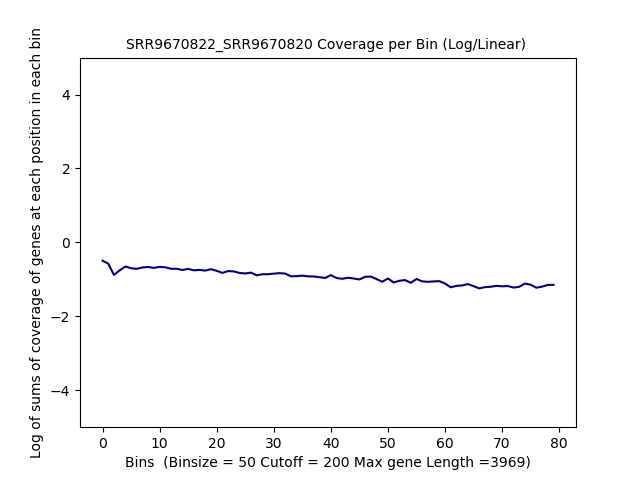 SRR9670822_SRR9670820 Coverage per Bin (Log/Linear)
Log of sums of coverage of genes at each position in each bin
4
2
0
−2
−4
0 10 20 30 40 50 60 70 80
Bins  (Binsize = 50 Cutoff = 200 Max gene Length =3969)